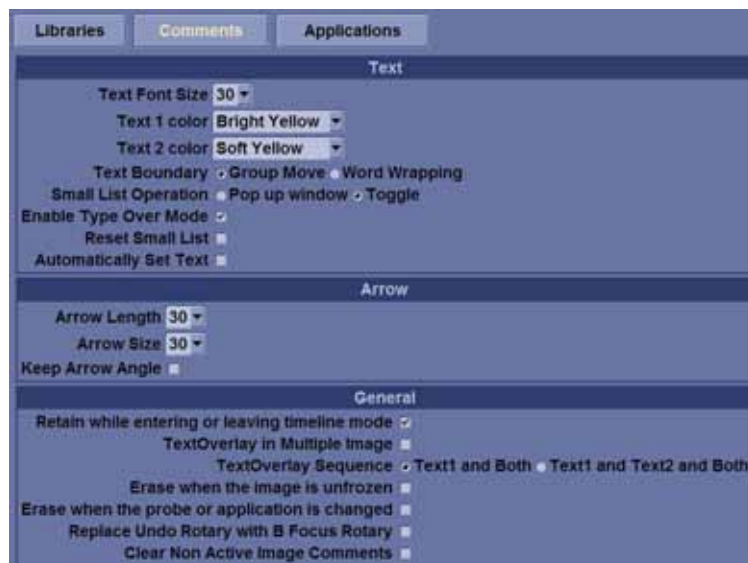 Libraries Comments Applications
Text
Text Font Size 30
Text 1 color Bright Yellow
Text 2 color Soft Yellow
Text Boundary Group Move Word Wrapping
Small List Operation Pop up window Toggle
Enable Type Over Mode
Reset Small List
Automatically Set Text
Arrow
Arrow Length 30
Arrow Size 30
Keep Arrow Angle
General
Retain while entering or leaving timeline mode
TextOverlay in Multiple Image
TextOverlay Sequence Text1 and Both Text1 and Text2 and Both
Erase when the image is unfrozen
Erase when the probe or application is changed
Replace Undo Rotary with B Focus Rotary
Clear Non Active Image Comments